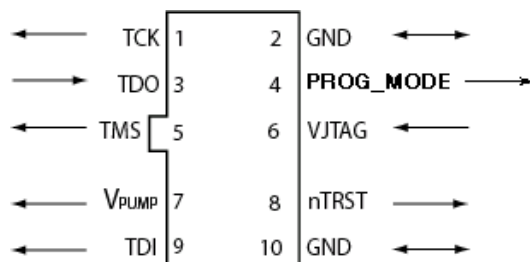 TCK 1 2 GND
TDO 3 4 PROG_MODE
TMS 5 6 VJTAG
VPUMP 7 8 nTRST
TDI 9 10 GND